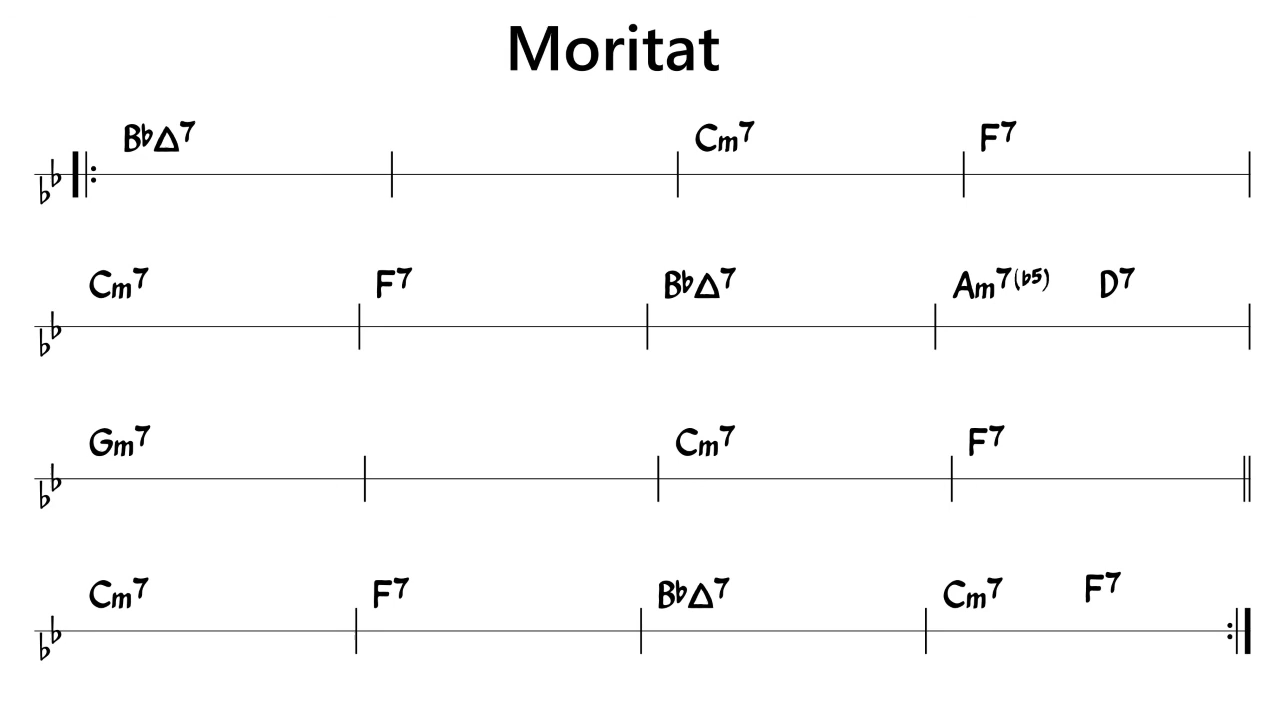 Moritat
B♭Δ7 Cm7 F7
Cm7 F7 B♭Δ7 Am7(♭5) D7
Gm7 Cm7 F7
Cm7 F7 B♭Δ7 Cm7 F7